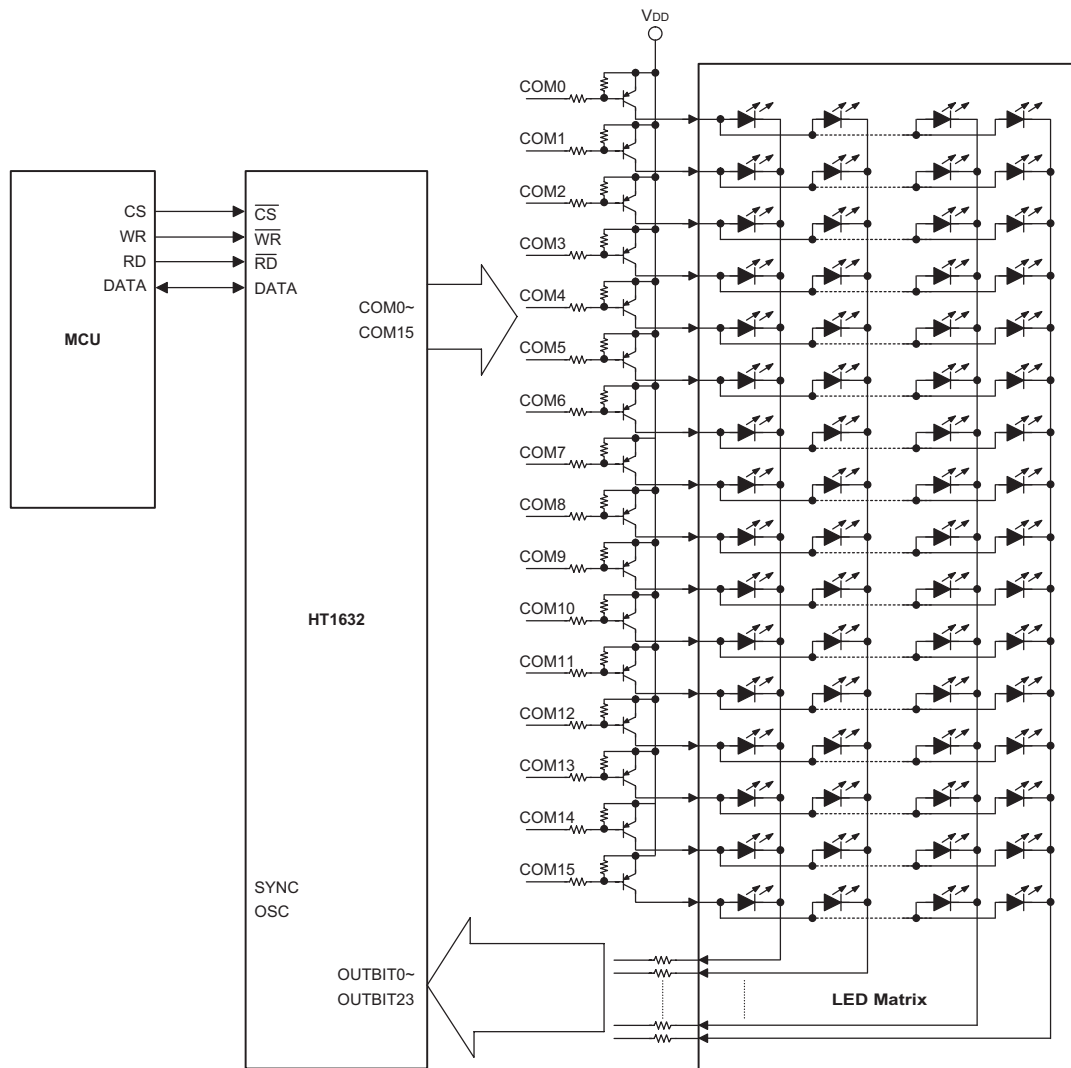 VDD
COM0
COM1
COM2
COM3
COM4
COM5
COM6
COM7
COM8
COM9
COM10
COM11
COM12
COM13
COM14
COM15
CS
WR
RD
DATA
MCU
CS
WR
RD
DATA
COM0~
COM15
HT1632
SYNC
OSC
OUTBIT0~
OUTBIT23
LED Matrix